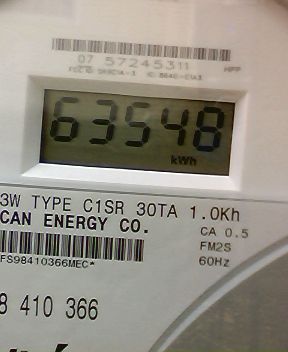 07 57245311 HPP
63548
kWh
3W TYPE C1SR 30TA 1.0Kh
CAN ENERGY CO.
CA 0.5
FM2S
FS98410366MEC*
60Hz
8 410 366